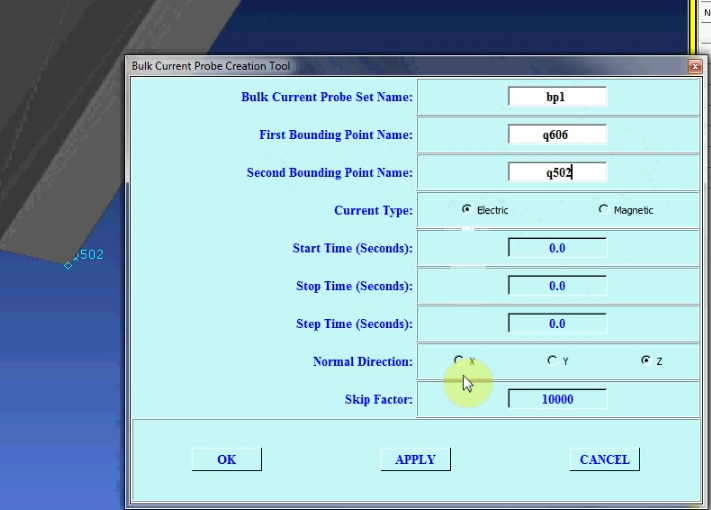 N
Bulk Current Probe Creation Tool
Bulk Current Probe Set Name: bp1
First Bounding Point Name: q606
Second Bounding Point Name: q502
Current Type: Electric Magnetic
Q502
Start Time (Seconds): 0.0
Stop Time (Seconds): 0.0
Step Time (Seconds): 0.0
Normal Direction: X Y Z
Skip Factor: 10000
OK APPLY CANCEL